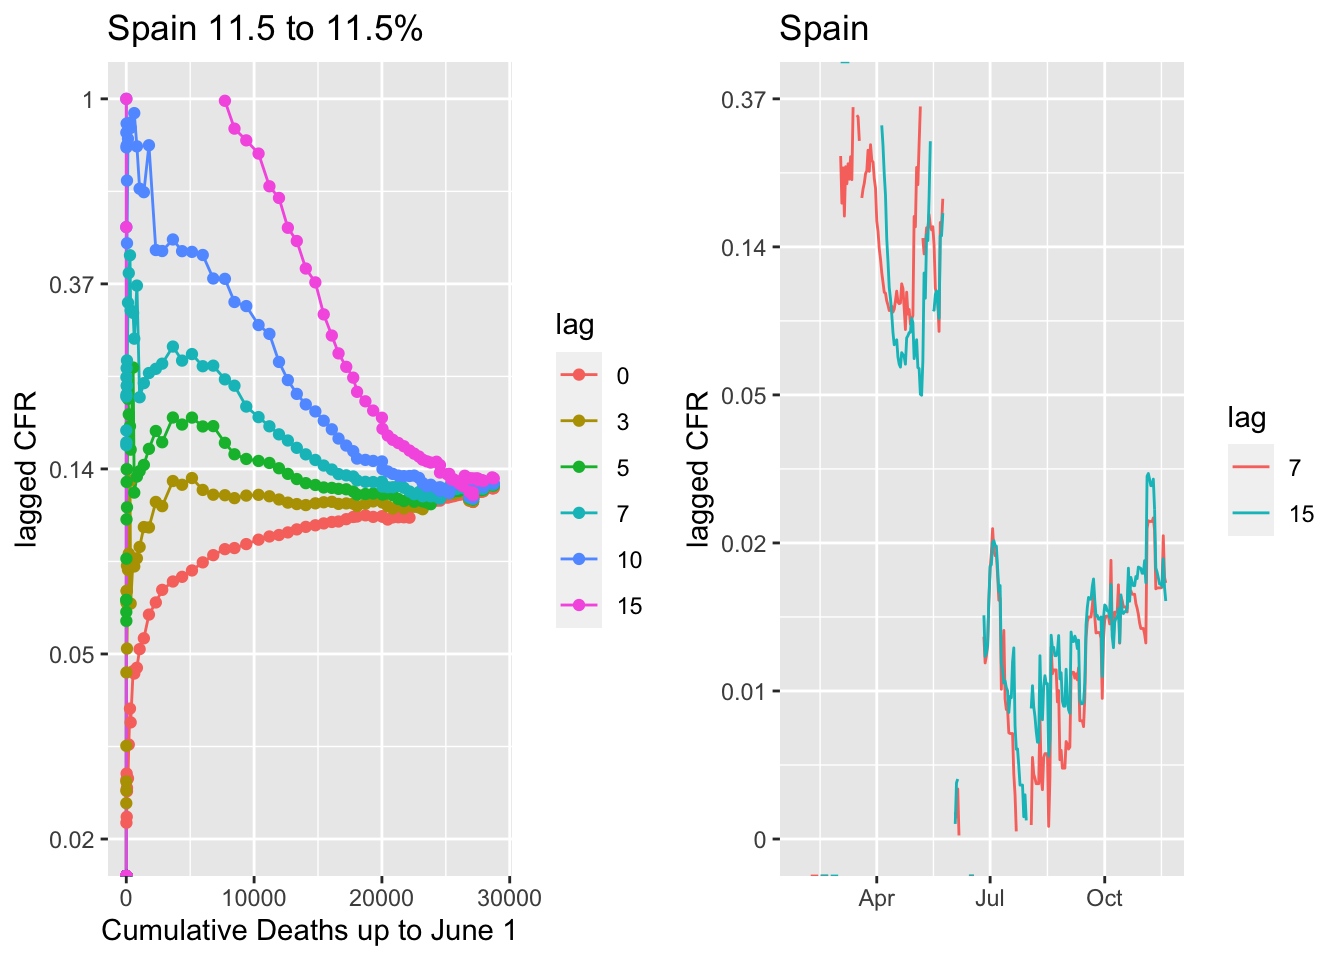 Spain 11.5 to 11.5%
1
0.37
0.14
0.05
0.02
lagged CFR
0
10000
20000
30000
Cumulative Deaths up to June 1
lag
0
3
5
7
10
15
Spain
0.37
0.14
0.05
0.02
0.01
0
lagged CFR
Apr
Jul
Oct
lag
7
15